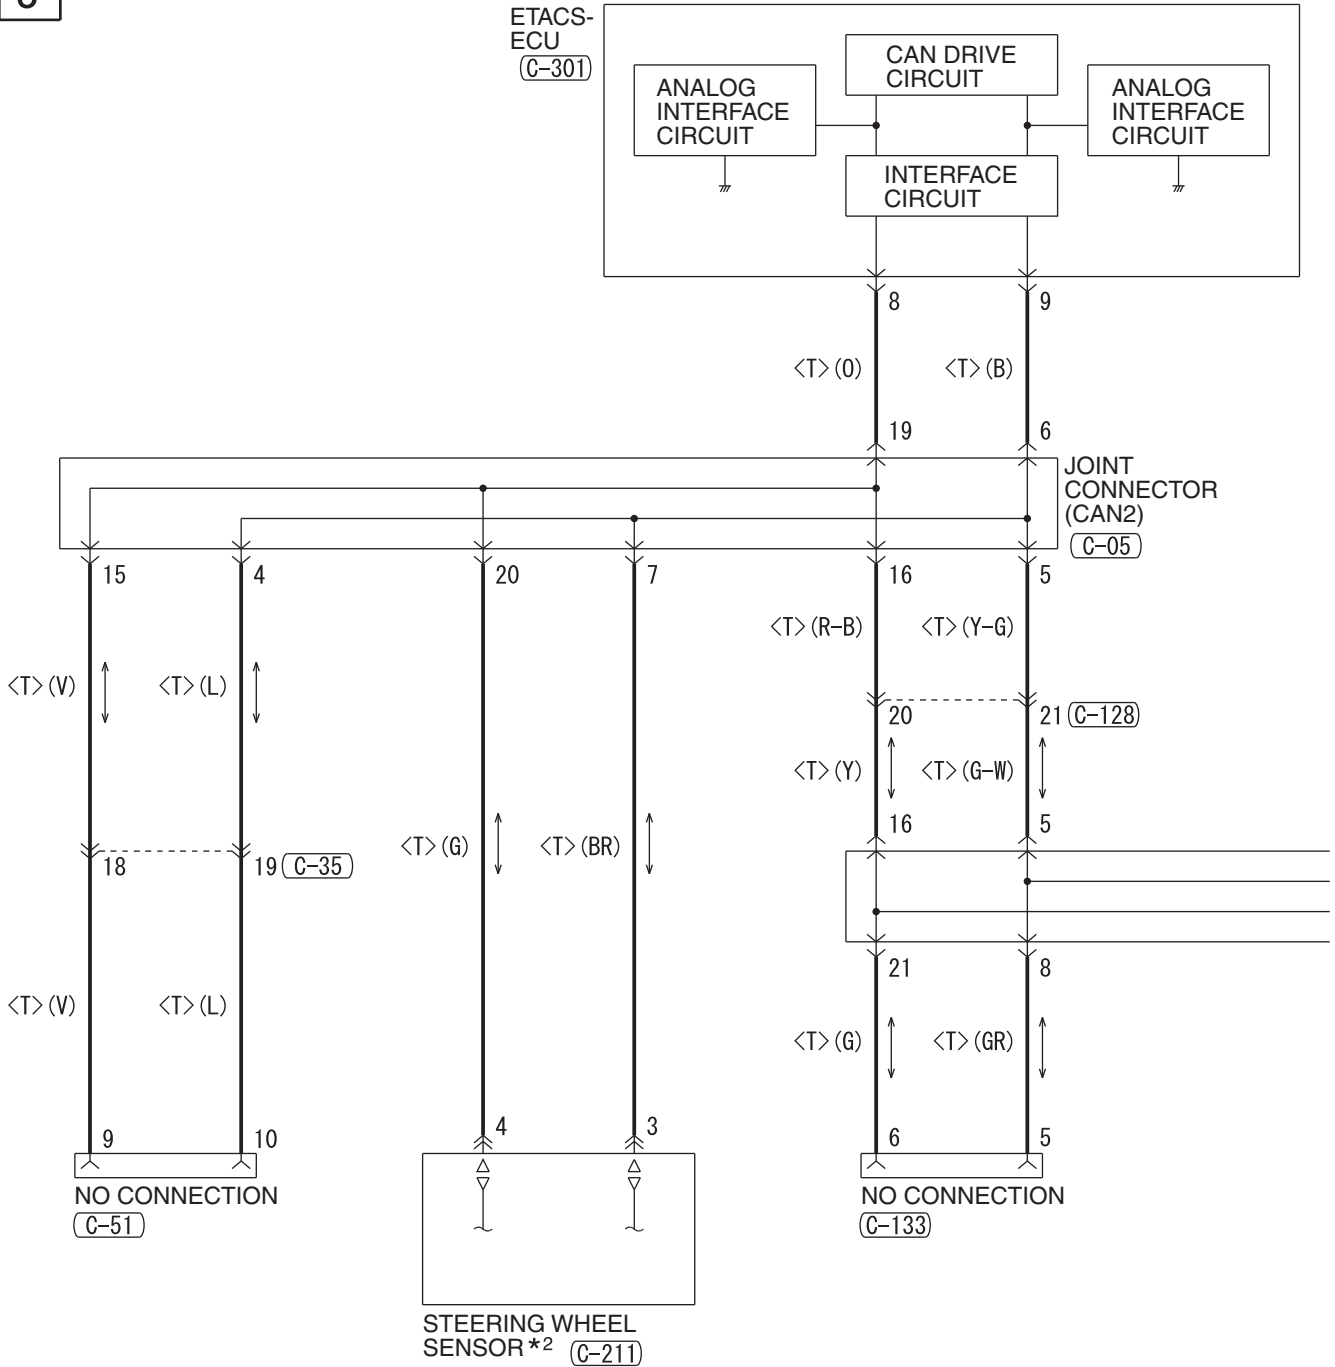 ETACS-
ECU
C-301
CAN DRIVE
CIRCUIT
ANALOG
INTERFACE
CIRCUIT
ANALOG
INTERFACE
CIRCUIT
INTERFACE
CIRCUIT
8
9
<T>(O)
<T>(B)
19
6
JOINT
CONNECTOR
(CAN2)
C-05
15
4
20
7
16
5
<T>(R-B)
<T>(Y-G)
<T>(V)
<T>(L)
20
21
C-128
<T>(Y)
<T>(G-W)
16
5
<T>(G)
<T>(BR)
18
19
C-35
21
8
<T>(V)
<T>(L)
<T>(G)
<T>(GR)
9
10
4
3
6
5
NO CONNECTION
C-51
NO CONNECTION
C-133
STEERING WHEEL
SENSOR*2
C-211